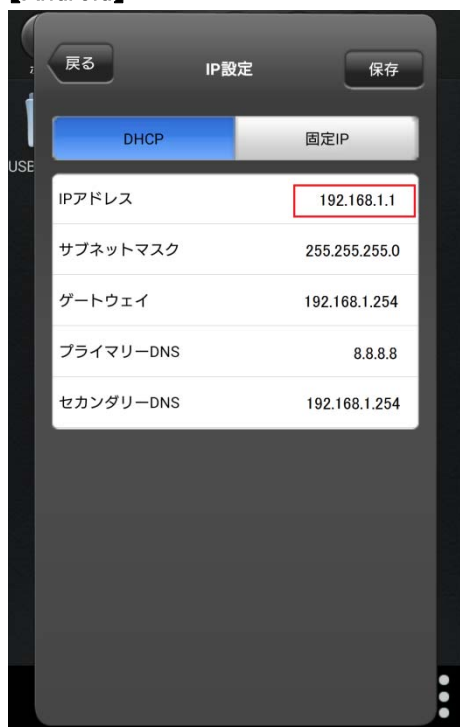 戻る
IP設定
保存
DHCP
固定IP
USB
IPアドレス 192.168.1.1
サブネットマスク 255.255.255.0
ゲートウェイ 192.168.1.254
プライマリーDNS 8.8.8.8
セカンダリーDNS 192.168.1.254